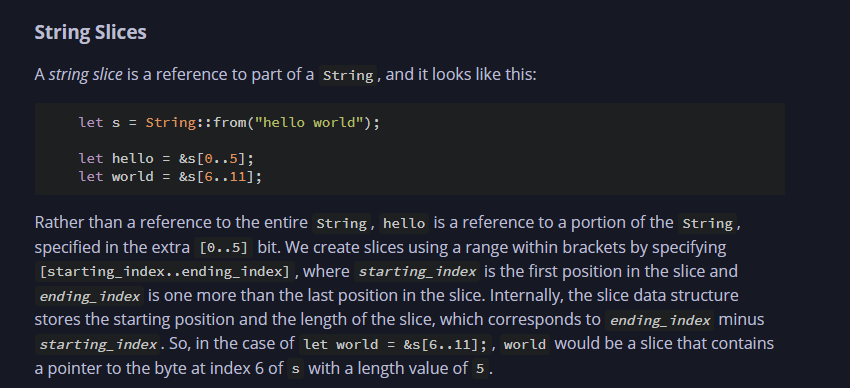 String Slices
A string slice is a reference to part of a String, and it looks like this:
let s = String::from("hello world");
let hello = &s[0..5];
let world = &s[6..11];
Rather than a reference to the entire String, hello is a reference to a portion of the String,
specified in the extra [0..5] bit. We create slices using a range within brackets by specifying
[starting_index..ending_index], where starting_index is the first position in the slice and
ending_index is one more than the last position in the slice. Internally, the slice data structure
stores the starting position and the length of the slice, which corresponds to ending_index minus
starting_index. So, in the case of let world = &s[6..11];, world would be a slice that contains
a pointer to the byte at index 6 of s with a length value of 5.